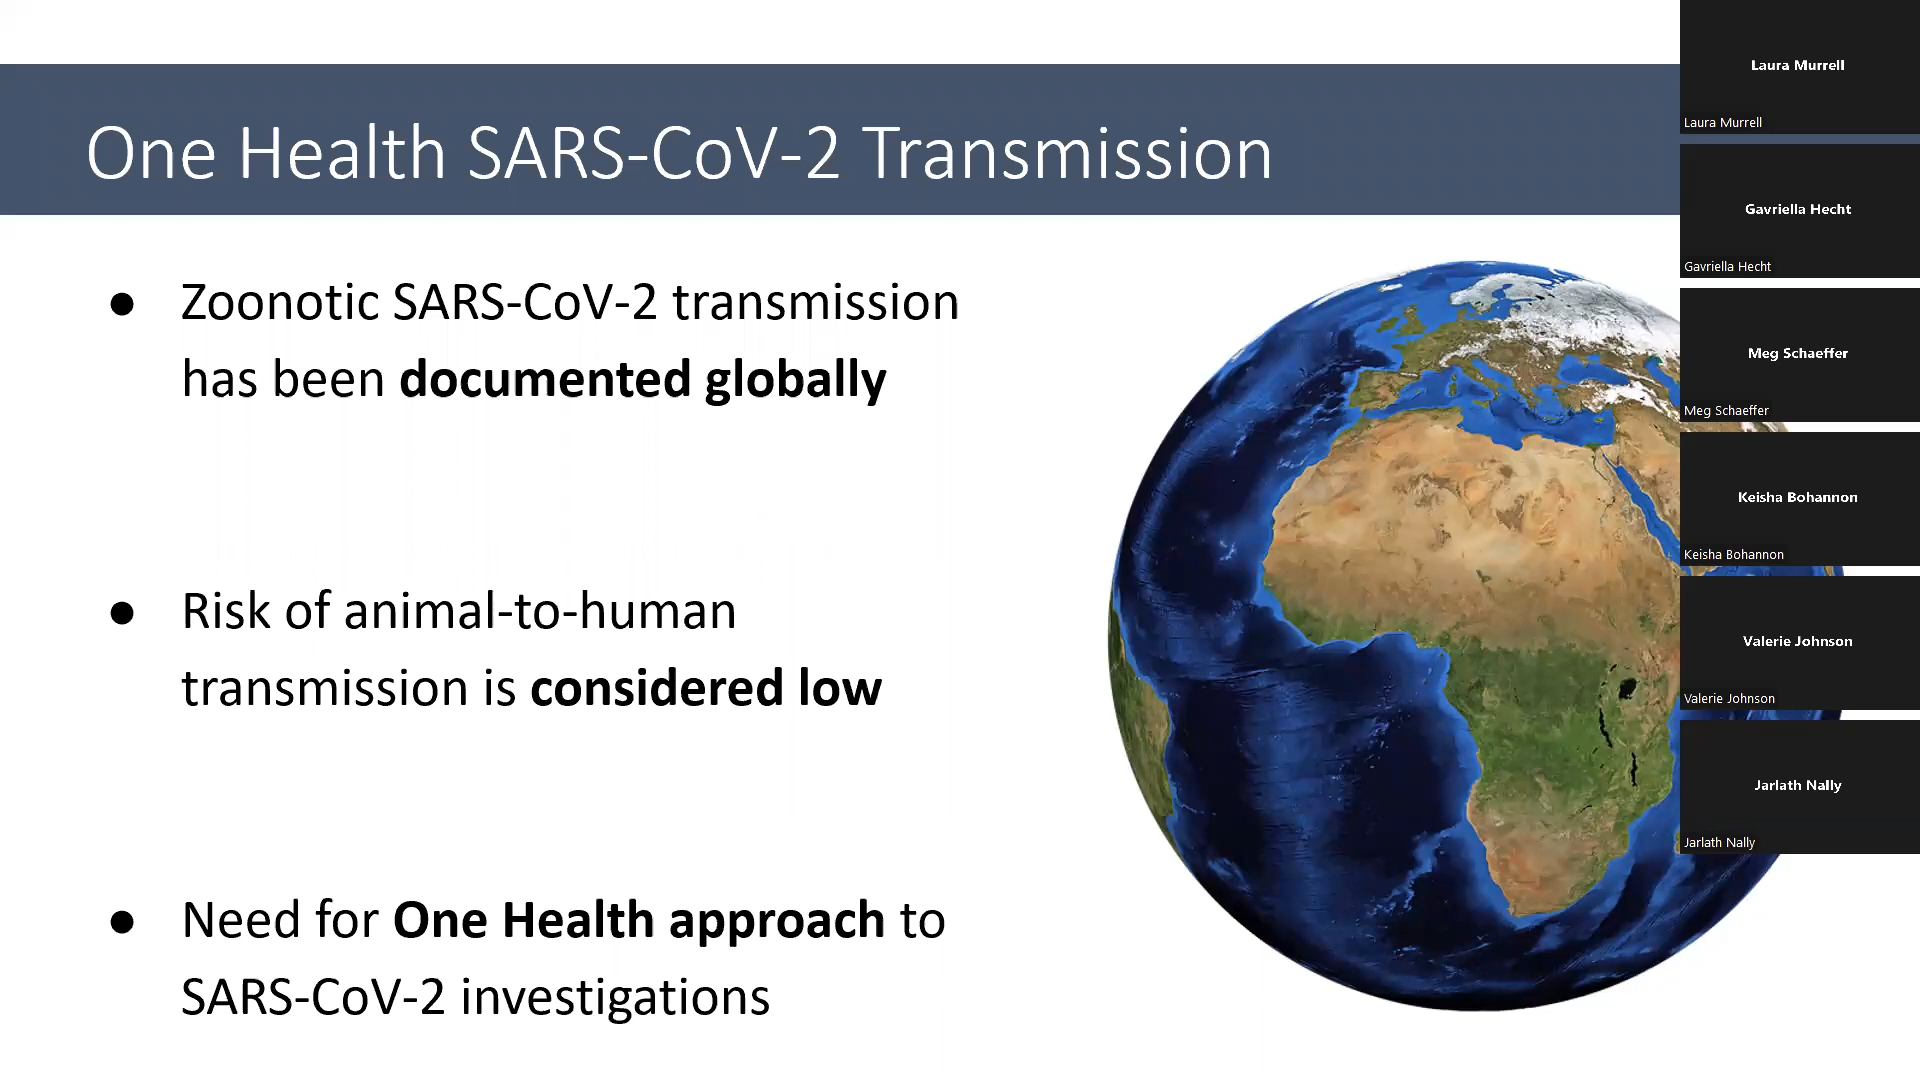 One Health SARS-CoV-2 Transmission
● Zoonotic SARS-CoV-2 transmission
has been documented globally
● Risk of animal-to-human
transmission is considered low
● Need for One Health approach to
SARS-CoV-2 investigations
Laura Murrell
Laura Murrell
Gavriella Hecht
Gavriella Hecht
Meg Schaeffer
Meg Schaeffer
Keisha Bohannon
Keisha Bohannon
Valerie Johnson
Valerie Johnson
Jarlath Nally
Jarlath Nally